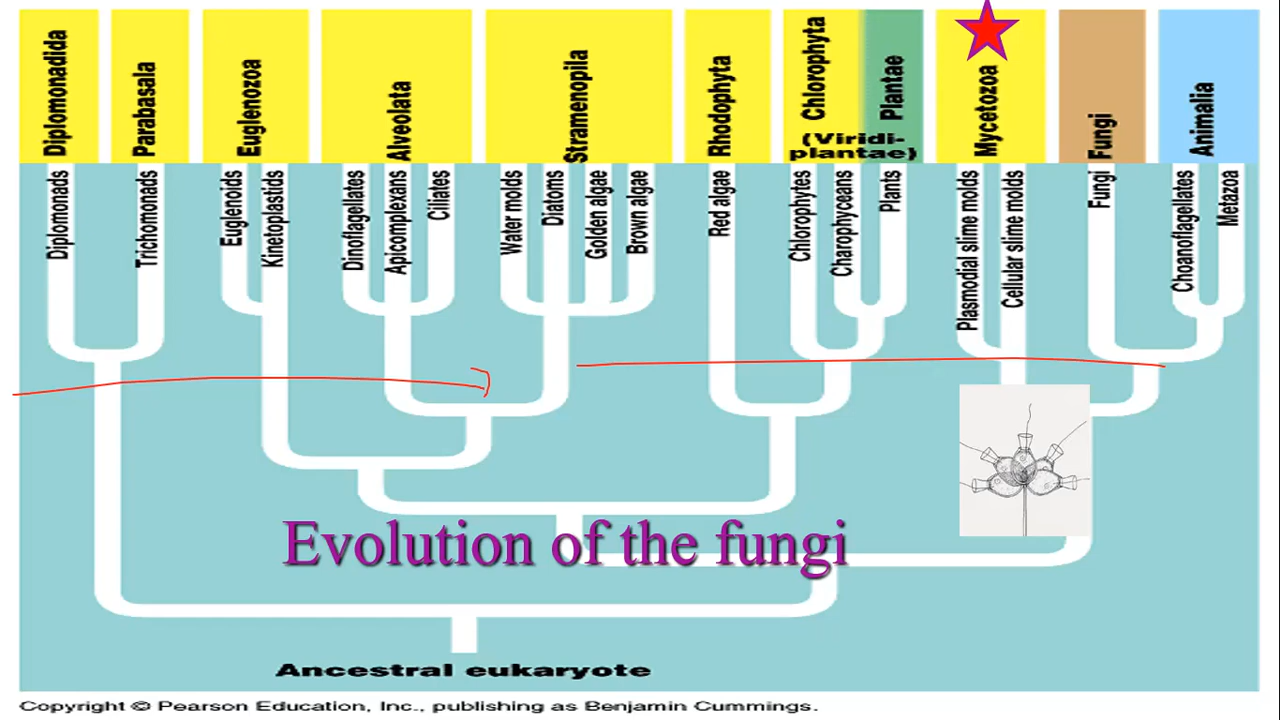 Diplomonadida
Parabasala
Euglenozoa
Alveolata
Stramenopila
Rhodophyta
Chlorophyta
Plantae
(Viridi-
plantae)
Mycetozoa
Fungi
Animalia
Diplomonads
Trichomonads
Euglenoids
Kinetoplastids
Dinoflagellates
Apicomplexans
Ciliates
Water molds
Diatoms
Golden algae
Brown algae
Red algae
Chlorophytes
Charophyceans
Plants
Plasmodial slime molds
Cellular slime molds
Fungi
Choanoflagellates
Metazoa
Evolution of the fungi
Ancestral eukaryote
Copyright © Pearson Education, Inc., publishing as Benjamin Cummings.